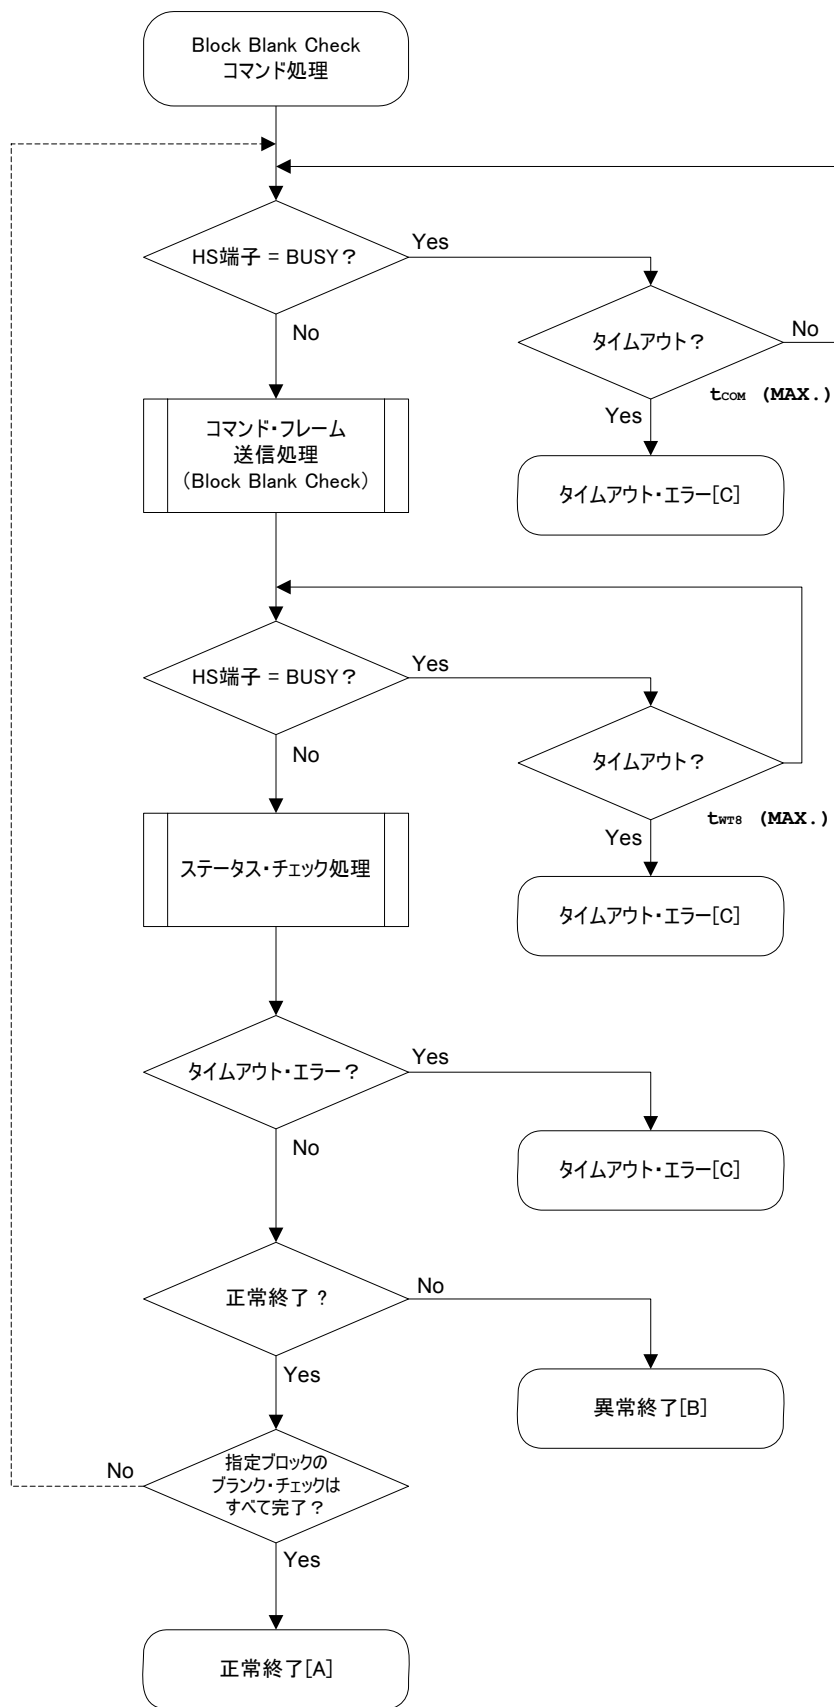 Block Blank Check
コマンド処理
HS端子 = BUSY？
Yes
No
タイムアウト？
No
tCOM (MAX.)
Yes
コマンド・フレーム
送信処理
（Block Blank Check）
タイムアウト・エラー[C]
HS端子 = BUSY？
Yes
No
タイムアウト？
tWT8 (MAX.)
Yes
ステータス・チェック処理
タイムアウト・エラー[C]
タイムアウト・エラー？
Yes
No
タイムアウト・エラー[C]
正常終了？
No
Yes
異常終了[B]
指定ブロックの
ブランク・チェックは
すべて完了？
No
Yes
正常終了[A]